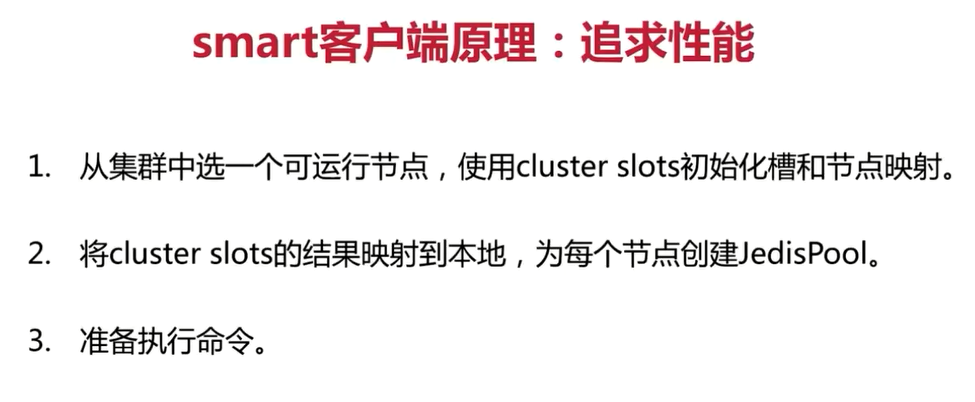 smart客户端原理：追求性能
1. 从集群中选一个可运行节点，使用cluster slots初始化槽和节点映射。
2. 将cluster slots的结果映射到本地，为每个节点创建JedisPool。
3. 准备执行命令。